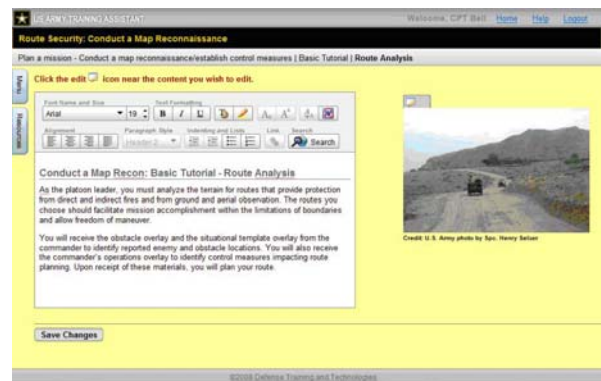 US ARMY TRAINING ASSISTANT
Welcome, CPT Bell Home Help Logout
Route Security: Conduct a Map Reconnaissance
Plan a mission - Conduct a map reconnaissance/establish control measures | Basic Tutorial | Route Analysis
Menu
Resources
Click the edit icon near the content you wish to edit.
Font Name and Size Text Formatting
Arial 19 B I U
Alignment Paragraph Style Indenting and Lists Link Search
Header 2 Search
Conduct a Map Recon: Basic Tutorial - Route Analysis
As the platoon leader, you must analyze the terrain for routes that provide protection
from direct and indirect fires and from ground and aerial observation. The routes you
choose should facilitate mission accomplishment within the limitations of boundaries
and allow freedom of maneuver.
You will receive the obstacle overlay and the situational template overlay from the
commander to identify reported enemy and obstacle locations. You will also receive
the commander's operations overlay to identify control measures impacting route
planning. Upon receipt of these materials, you will plan your route.
Credit: U.S. Army photo by Spc. Henry
Save Changes
©2008 Defense Training and Technologies